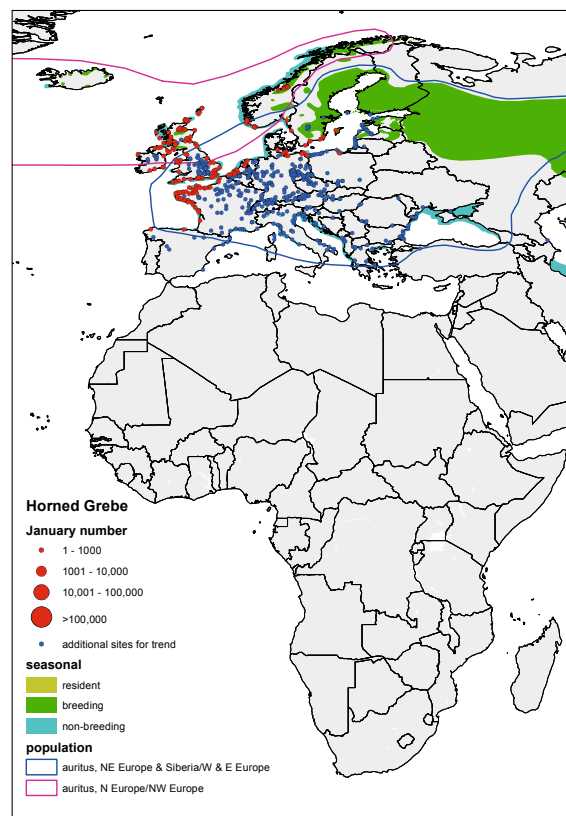 Horned Grebe
January number
1 - 1000
1001 - 10,000
10,001 - 100,000
>100,000
additional sites for trend
seasonal
resident
breeding
non-breeding
population
auritus, NE Europe & Siberia/W & E Europe
auritus, N Europe/NW Europe